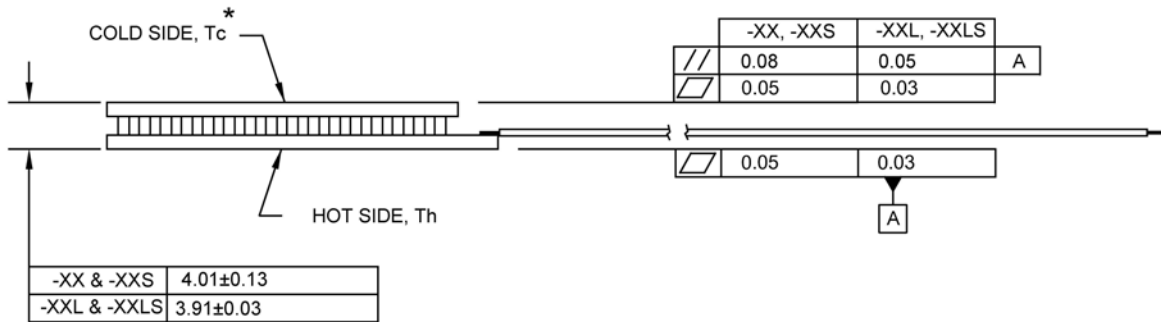 COLD SIDE, Tc*
-XX, -XXS -XXL, -XXLS
// 0.08 0.05 A
0.05 0.03
0.05 0.03
A
HOT SIDE, Th
-XX & -XXS 4.01±0.13
-XXL & -XXLS 3.91±0.03